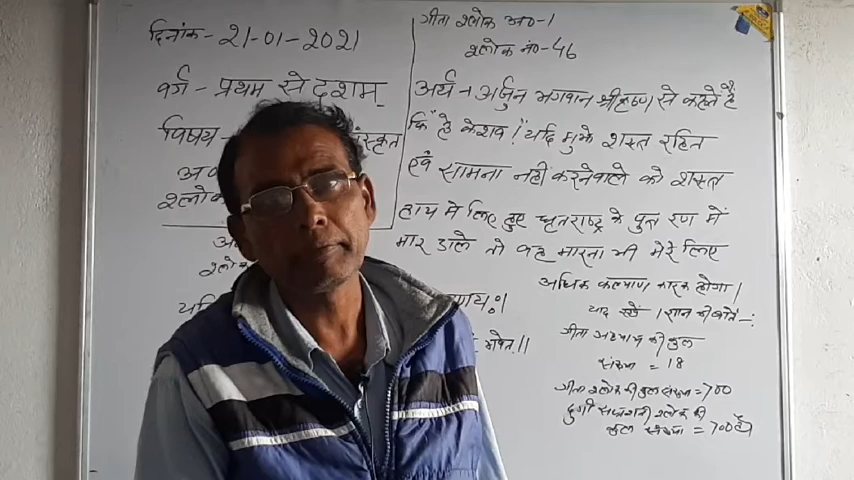 दिनांक - 21-01-2021
वर्ग - प्रथम से दशम
विषय - संस्कृत
श्लोक
गीता श्लोक अ०-1
श्लोक नं०-46
अर्थ → अर्जुन भगवान श्रीकृष्ण से कहते हैं
कि हे केशव! यदि मुझे शस्त्र रहित
एवं सामना नहीं करनेवाले को शस्त्र
हाथ में लिए हुए धृतराष्ट्र के पुत्र रण में
मार डाले तो वह मारना भी मेरे लिए
अधिक कल्याण कारक होगा।
याद रखें । ज्ञान की बातें -:
गीता अध्याय की कुल
संख्या = 18
गीता श्लोक की कुल संख्या = 700
दुर्गा सप्तशती श्लोक की
कुल संख्या = 700 है।